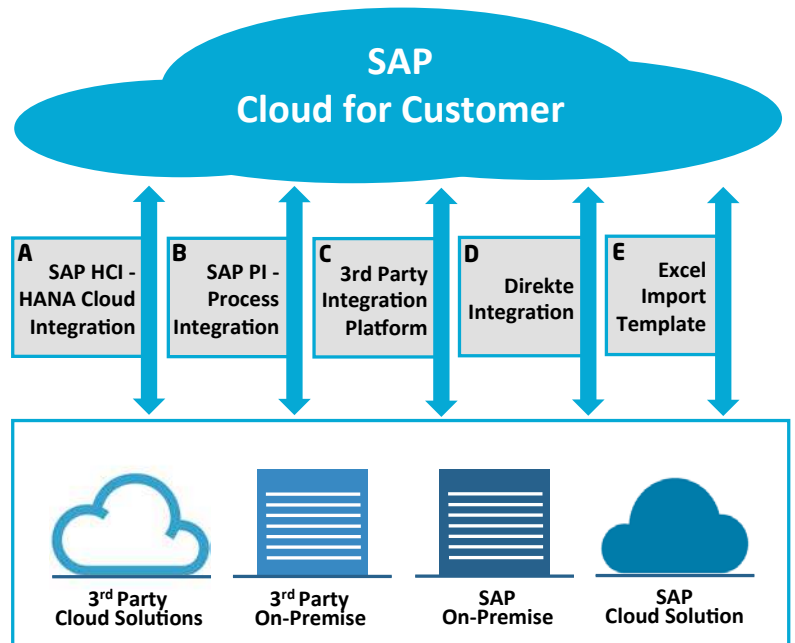 SAP
Cloud for Customer
A
SAP HCI -
HANA Cloud
Integration
B
SAP PI -
Process
Integration
C
3rd Party
Integration
Platform
D
Direkte
Integration
E
Excel
Import
Template
3rd Party
Cloud Solutions
3rd Party
On-Premise
SAP
On-Premise
SAP
Cloud Solution